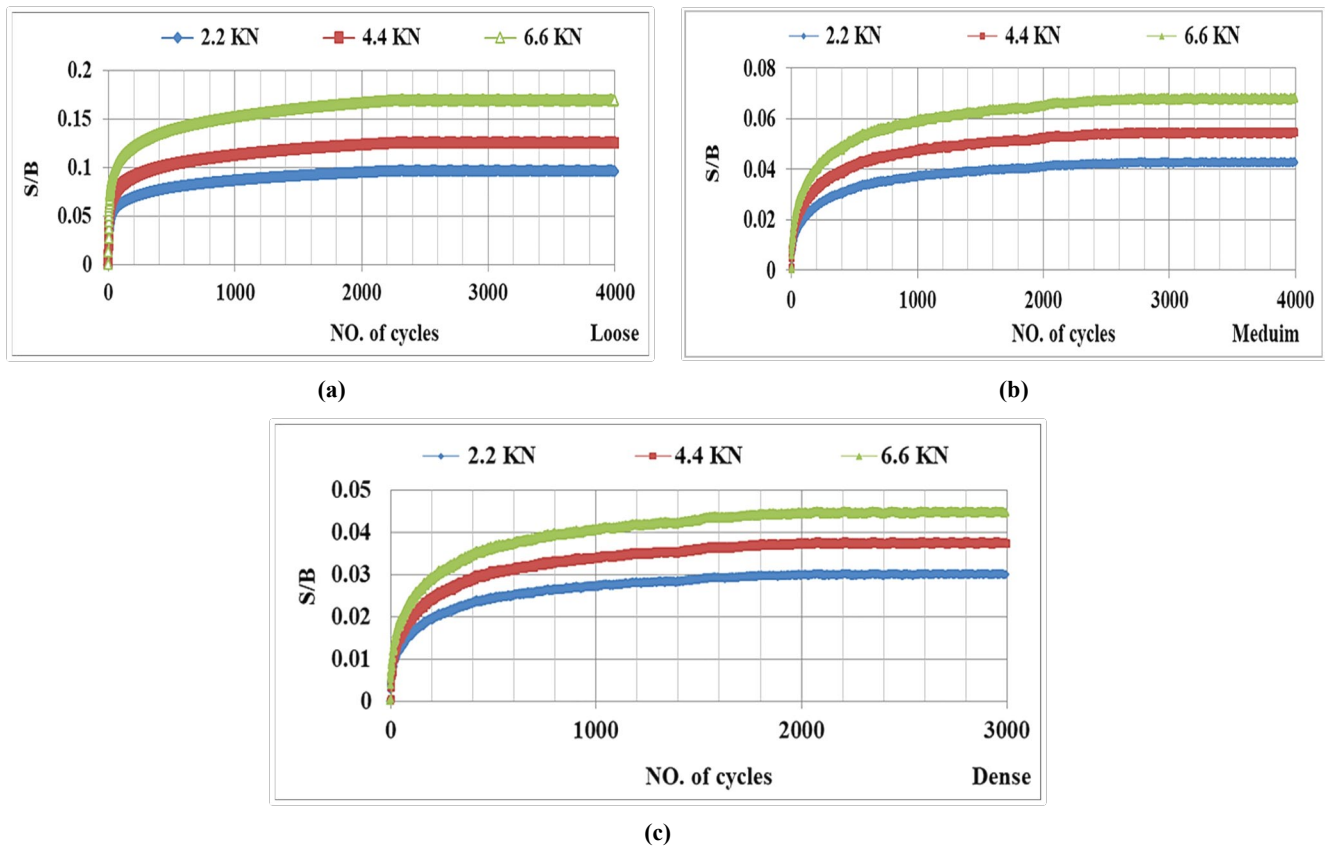 2.2 KN 4.4 KN 6.6 KN
0.2
0.15
0.1
0.05
0
S/B
0 1000 2000 3000 4000
NO. of cycles Loose
(a)
2.2 KN 4.4 KN 6.6 KN
0.08
0.06
0.04
0.02
0
S/B
0 1000 2000 3000 4000
NO. of cycles Meduim
(b)
2.2 KN 4.4 KN 6.6 KN
0.05
0.04
0.03
0.02
0.01
0
S/B
0 1000 2000 3000
NO. of cycles Dense
(c)